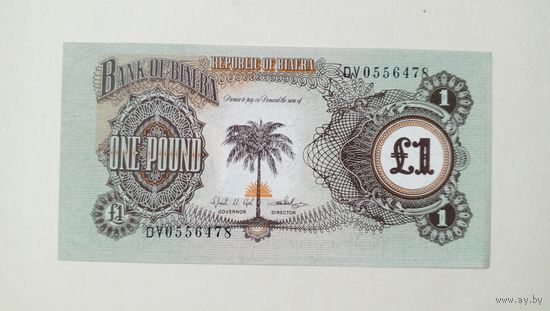 BANK OF BIAFRA
REPUBLIC OF BIAFRA
DV0556478
Promise to pay on Demand the sum of
1
ONE POUND
£1
£1
GOVERNOR DIRECTOR
1
DV0556478
www.ay.by